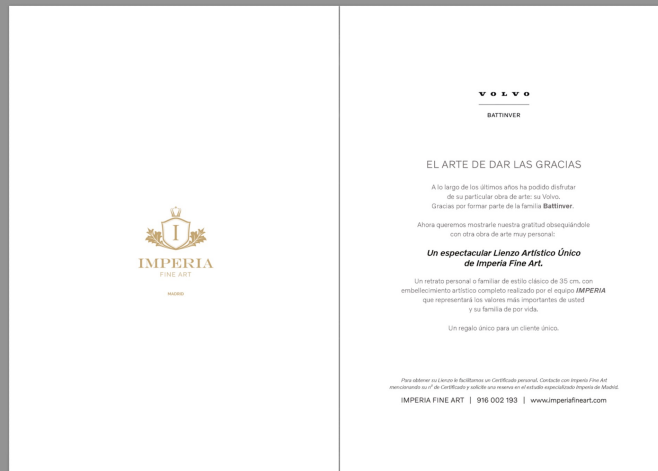 I
IMPERIA
FINE ART
MADRID
VOLVO
BATTINVER
EL ARTE DE DAR LAS GRACIAS
A lo largo de los últimos años ha podido disfrutar
de su particular obra de arte: su Volvo.
Gracias por formar parte de la familia Battinver.
Ahora queremos mostrarle nuestra gratitud obsequiándole
con otra obra de arte muy personal:
Un espectacular Lienzo Artístico Único
de Imperia Fine Art.
Un retrato personal o familiar de estilo clásico de 35 cm, con
embellecimiento artístico completo realizado por el equipo IMPERIA
que representará los valores más importantes de usted
y su familia de por vida.
Un regalo único para un cliente único.
Para obtener su Lienzo le facilitamos un Certificado personal. Contacte con Imperia Fine Art
mencionando su nº de Certificado y solicite una reserva en el estudio especializado Imperia de Madrid.
IMPERIA FINE ART | 916 002 193 | www.imperiafineart.com